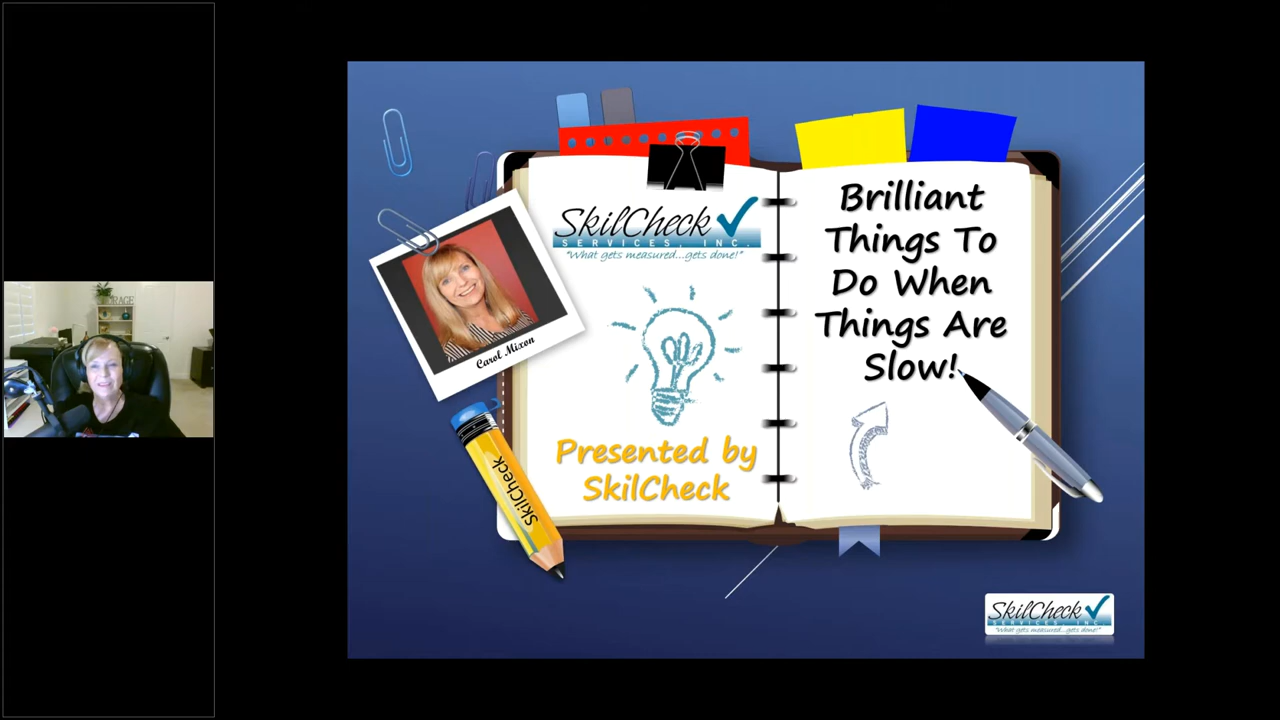 SkilCheck
SERVICES, INC.
"What gets measured...gets done!"
Carol Mixon
Presented by
SkilCheck
SkilCheck
Brilliant
Things To
Do When
Things Are
Slow!
SkilCheck
SERVICES, INC.
"What gets measured...gets done!"